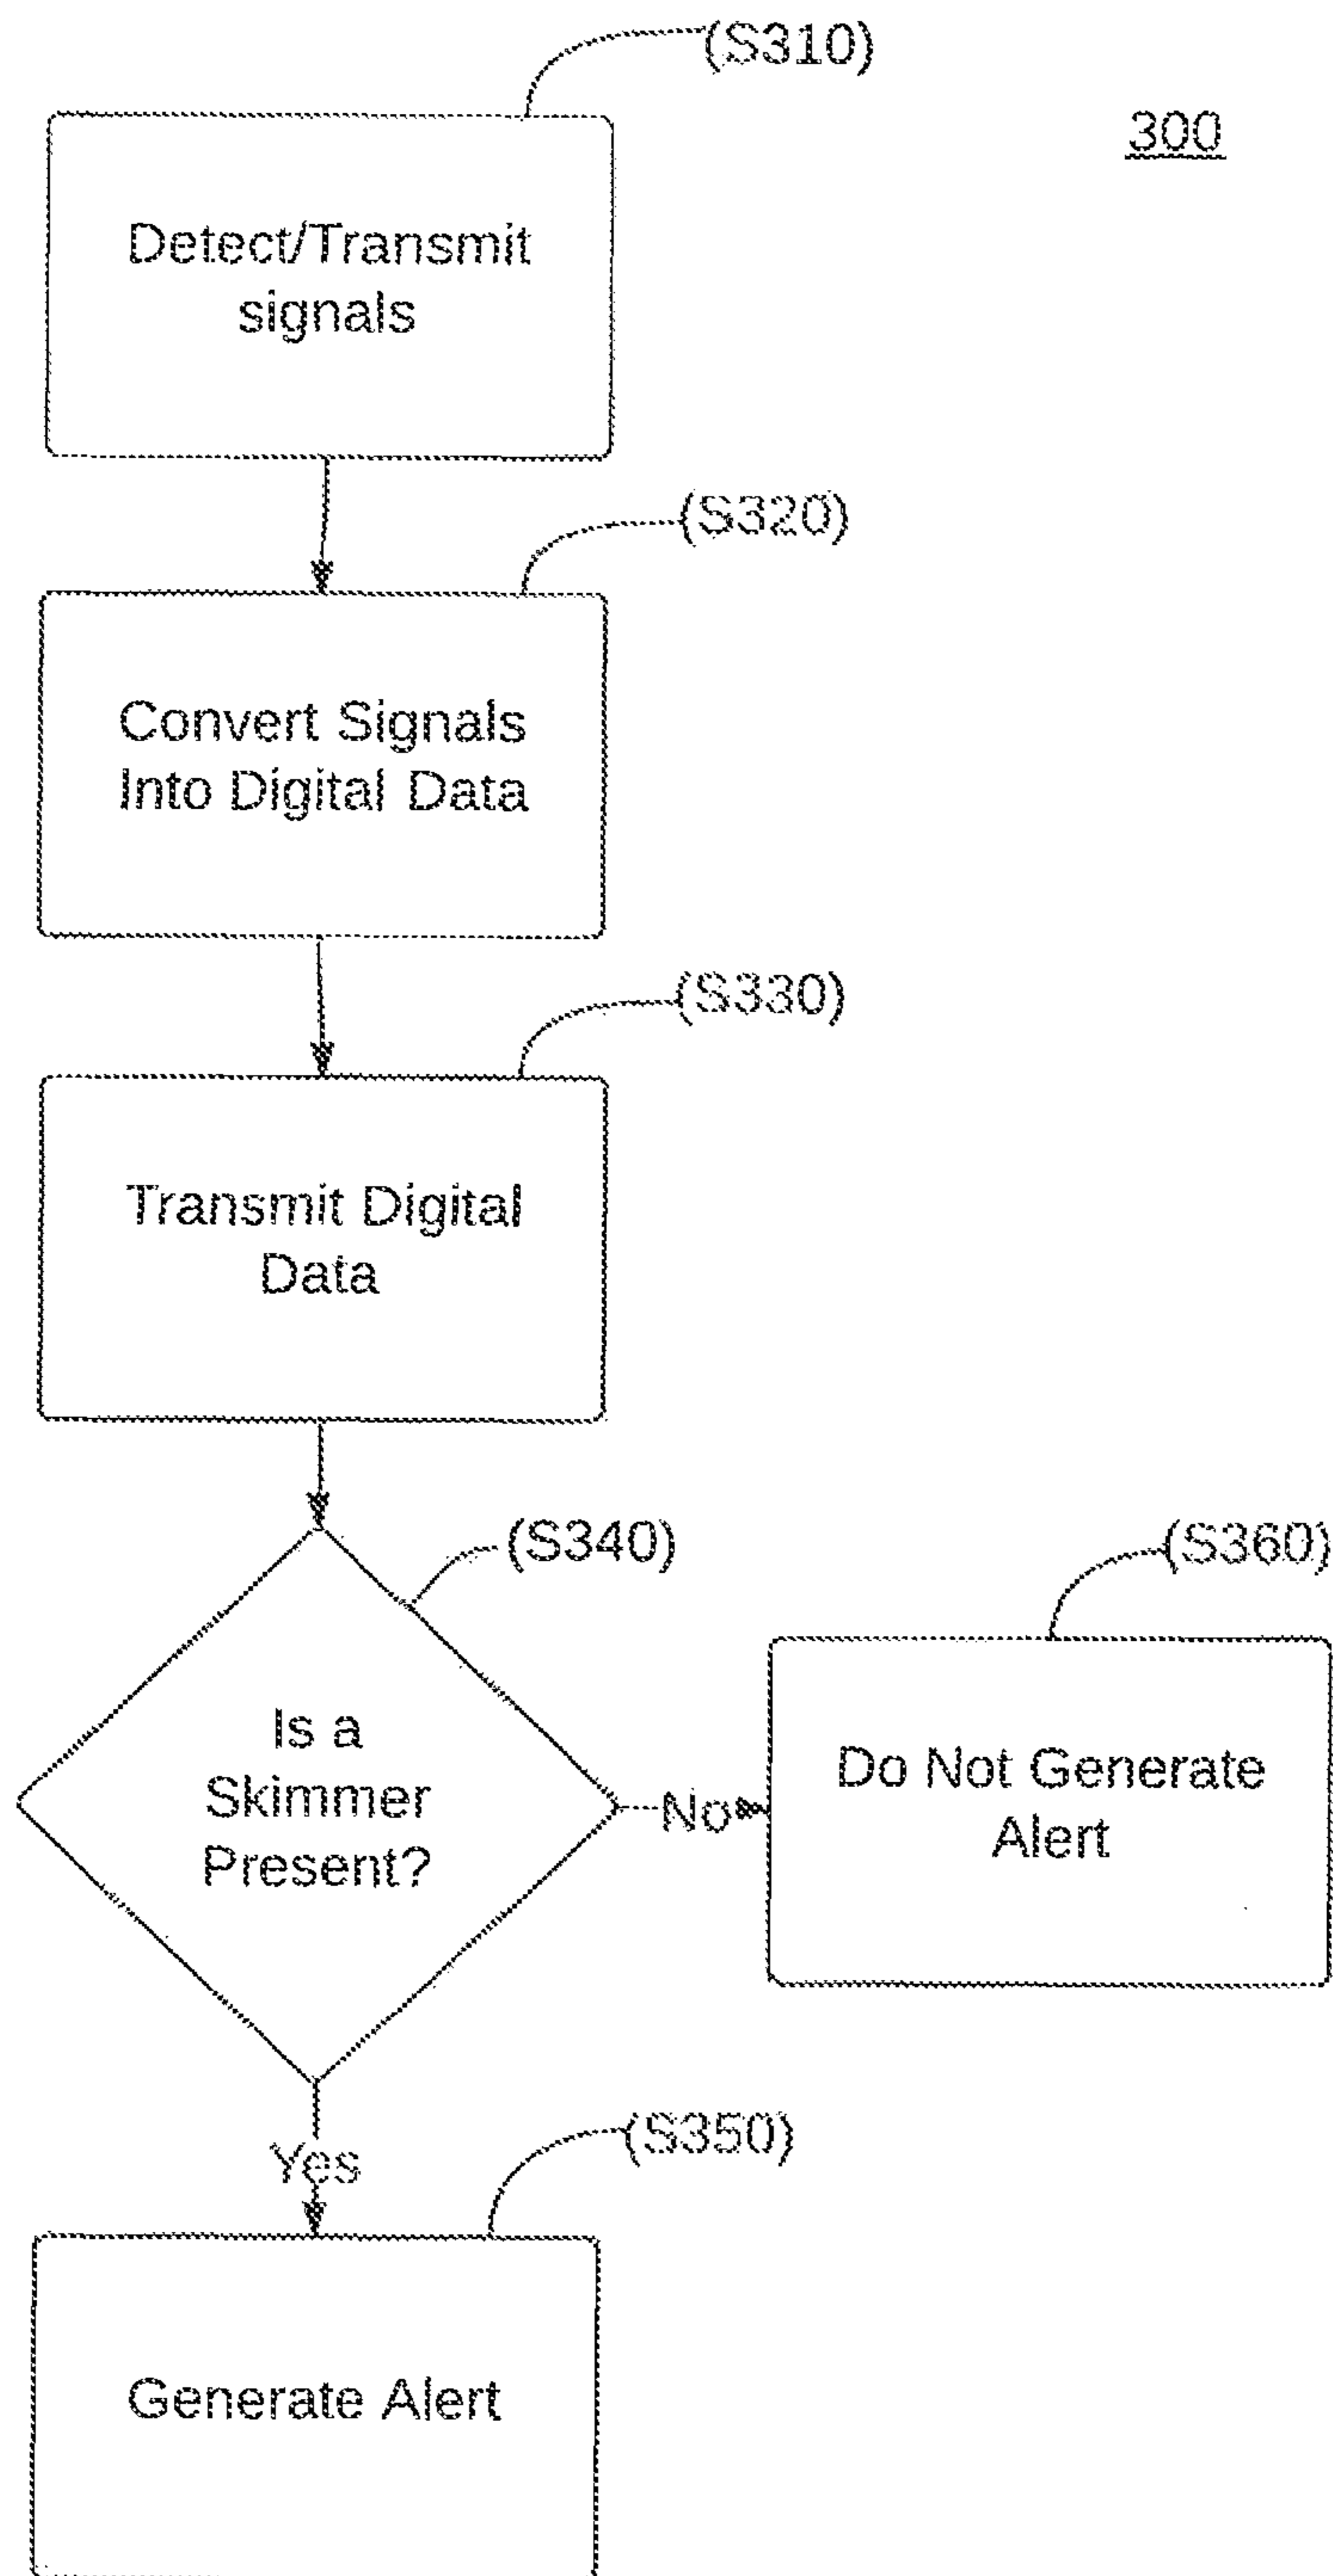 (S310)
300
Detect/Transmit
signals
(S320)
Convert Signals
Into Digital Data
(S330)
Transmit Digital
Data
(S340)
(S360)
Is a
Skimmer
Present?
No
Do Not Generate
Alert
Yes
(S350)
Generate Alert